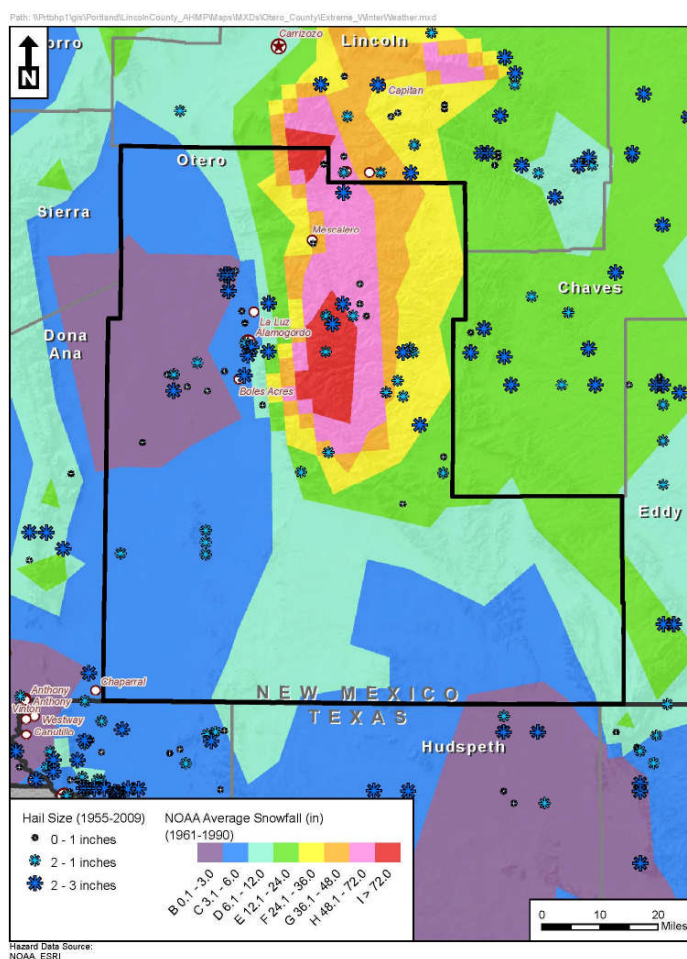 Path: \\Pittbhp1\gis\Portland\LincolnCounty_AHMP\Maps\MXDs\Otero_County\Extreme_WinterWeather.mxd
orro
Carrizozo
Lincoln
N
Capitan
Otero
Sierra
Mescalero
Chaves
La Luz
Dona
Ana
Alamogordo
Boles Acres
Eddy
Chaparral
Anthony
Anthony
Vinton
Westway
Canutillo
NEW MEXICO
TEXAS
Hudspeth
Hail Size (1955-2009)
0 - 1 inches
2 - 1 inches
2 - 3 inches
NOAA Average Snowfall (in)
(1961-1990)
B 0.1 - 3.0
C 3.1 - 6.0
D 6.1 - 12.0
E 12.1 - 24.0
F 24.1 - 36.0
G 36.1 - 48.0
H 48.1 - 72.0
I > 72.0
0 10 20
Miles
Hazard Data Source:
NOAA, ESRI